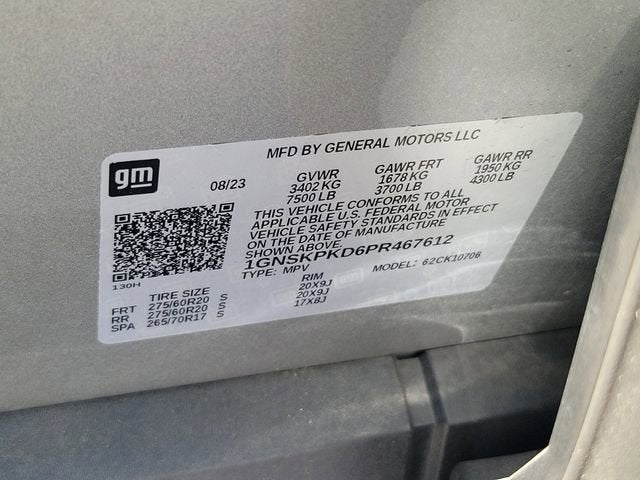 MFD BY GENERAL MOTORS LLC
gm
08/23
GVWR GAWR FRT GAWR RR
3402 KG 1678 KG 1950 KG
7500 LB 3700 LB 4300 LB
THIS VEHICLE CONFORMS TO ALL
APPLICABLE U.S. FEDERAL MOTOR
VEHICLE SAFETY STANDARDS IN EFFECT
ON THE DATE OF MANUFACTURE
SHOWN ABOVE.
1GNSKPKD6PR467612
TYPE: MPV MODEL: 62CK10706
130H
TIRE SIZE RIM
FRT 275/60R20 S 20X9J
RR 275/60R20 S 20X9J
SPA 265/70R17 S 17X8J